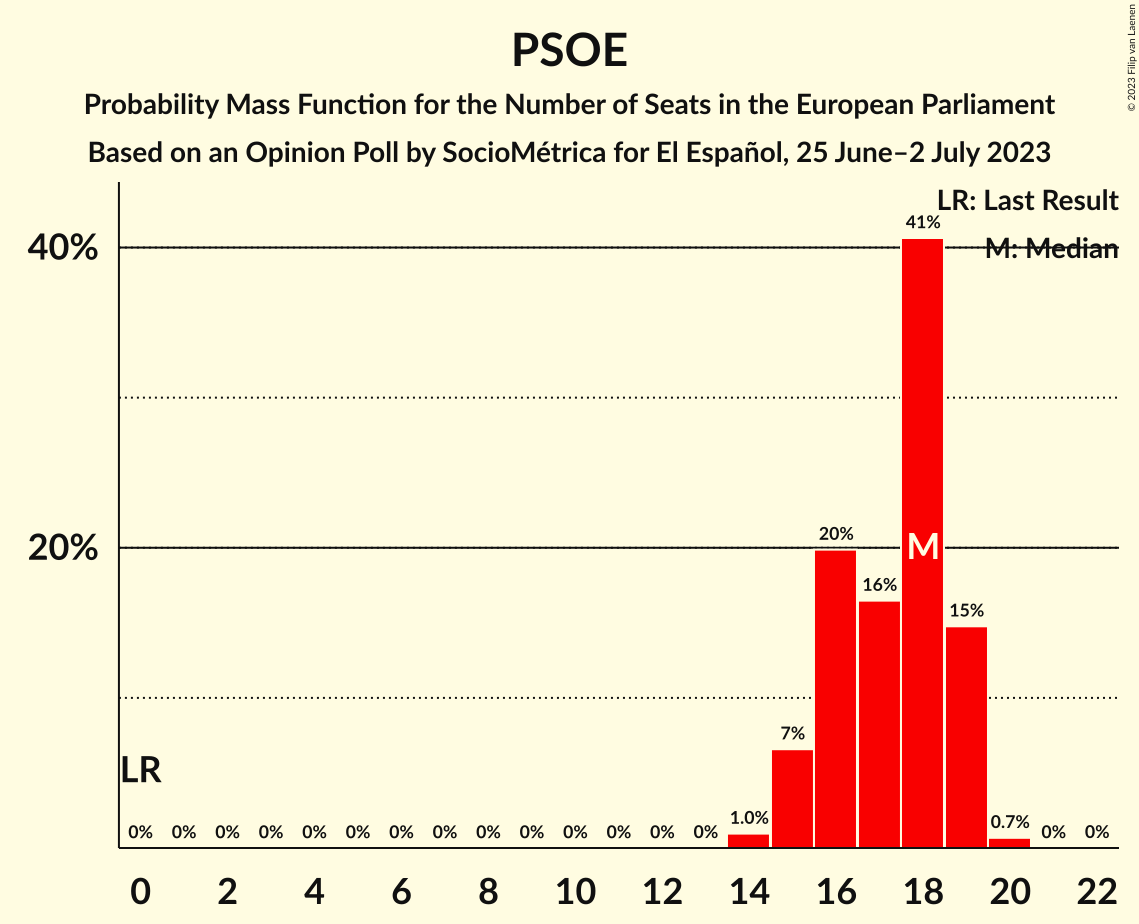 PSOE
Probability Mass Function for the Number of Seats in the European Parliament
Based on an Opinion Poll by SocioMétrica for El Español, 25 June–2 July 2023
© 2023 Filip van Laenen
LR: Last Result
M: Median
41%
40%
20%
20%
M
16%
15%
7%
LR
1.0%
0.7%
0% 0% 0% 0% 0% 0% 0% 0% 0% 0% 0% 0% 0% 0% 0% 0%
0 2 4 6 8 10 12 14 16 18 20 22